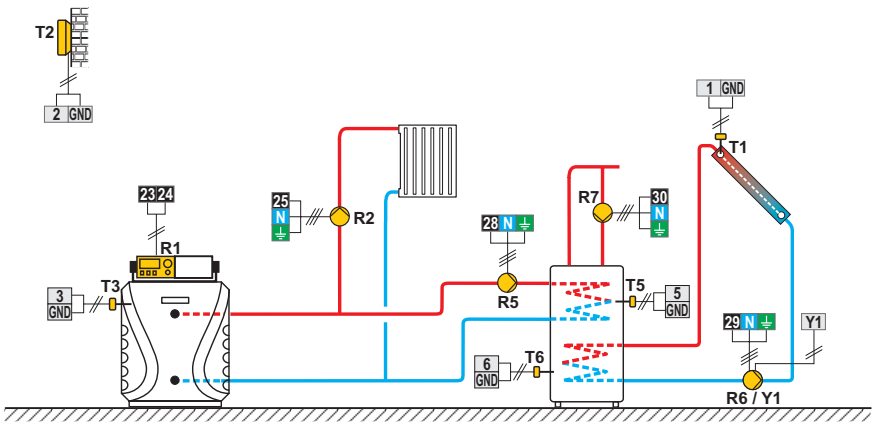 T2
2 GND
1 GND
T1
23 24
R1
25
N
R2
28 N
R5
R7
30
N
T3
3
GND
T5
5
GND
T6
6
GND
29 N
Y1
R6 / Y1